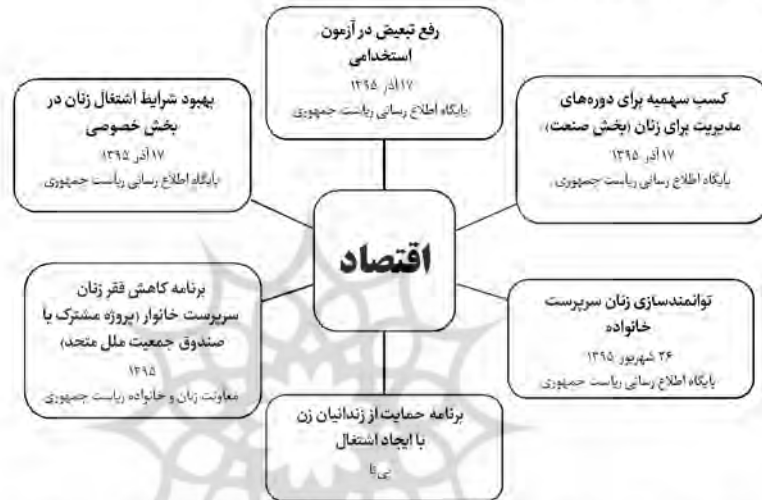 رفع تبعیض در آزمون
استخدامی
۱۷ آذر ۱۳۹۵
پایگاه اطلاع رسانی ریاست جمهوری
کسب سهمیه برای دوره‌های
مدیریت برای زنان (بخش صنعت)
۱۷ آذر ۱۳۹۵
پایگاه اطلاع رسانی ریاست جمهوری
بهبود شرایط اشتغال زنان در
بخش خصوصی
۱۷ آذر ۱۳۹۵
پایگاه اطلاع رسانی ریاست جمهوری
اقتصاد
توانمندسازی زنان سرپرست
خانواده
۲۶ شهریور ۱۳۹۵
پایگاه اطلاع رسانی ریاست جمهوری
برنامه کاهش فقر زنان
سرپرست خانوار (پروژه مشترک با
صندوق جمعیت ملل متحد)
۱۳۹۵
معاونت زنان و خانواده ریاست جمهوری
برنامه حمایت از زندانیان زن
با ایجاد اشتغال
بی‌تا